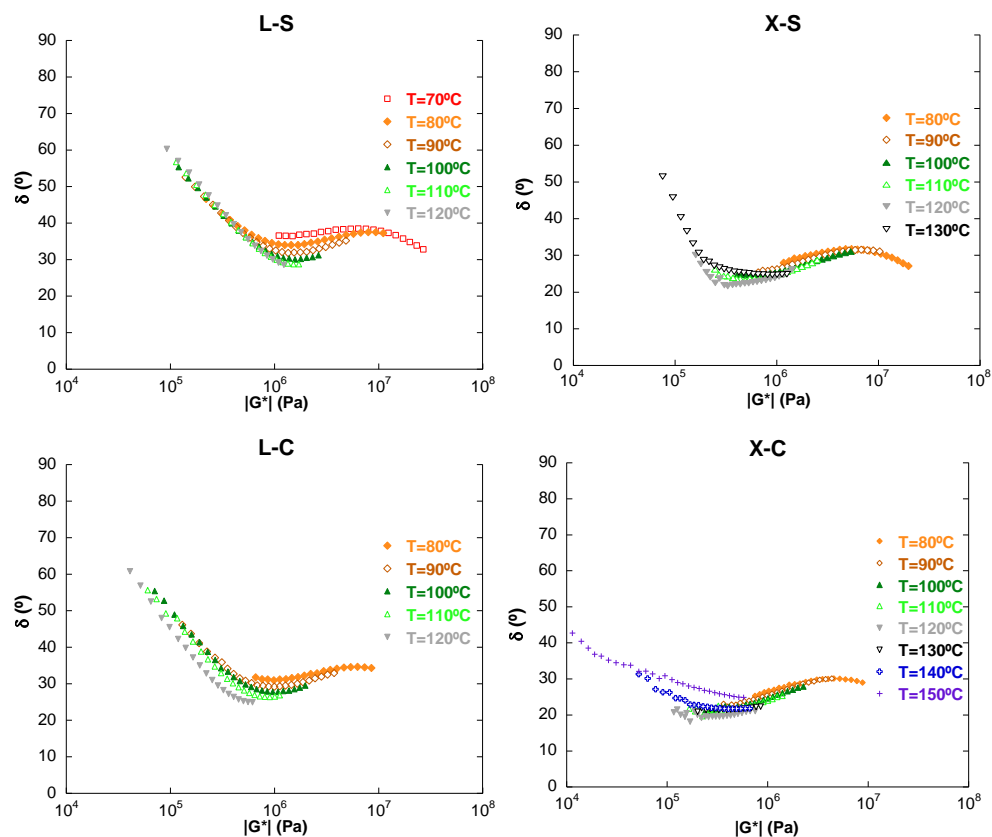 L-S
90
80
70
60
50
40
30
20
10
0
δ (º)
T=70ºC
T=80ºC
T=90ºC
T=100ºC
T=110ºC
T=120ºC
10⁴
10⁵
10⁶
10⁷
10⁸
|G*| (Pa)
X-S
90
80
70
60
50
40
30
20
10
0
δ (º)
T=80ºC
T=90ºC
T=100ºC
T=110ºC
T=120ºC
T=130ºC
10⁴
10⁵
10⁶
10⁷
10⁸
|G*| (Pa)
L-C
90
80
70
60
50
40
30
20
10
0
δ (º)
T=80ºC
T=90ºC
T=100ºC
T=110ºC
T=120ºC
10⁴
10⁵
10⁶
10⁷
10⁸
|G*| (Pa)
X-C
90
80
70
60
50
40
30
20
10
0
δ (º)
T=80ºC
T=90ºC
T=100ºC
T=110ºC
T=120ºC
T=130ºC
T=140ºC
T=150ºC
10⁴
10⁵
10⁶
10⁷
10⁸
|G*| (Pa)